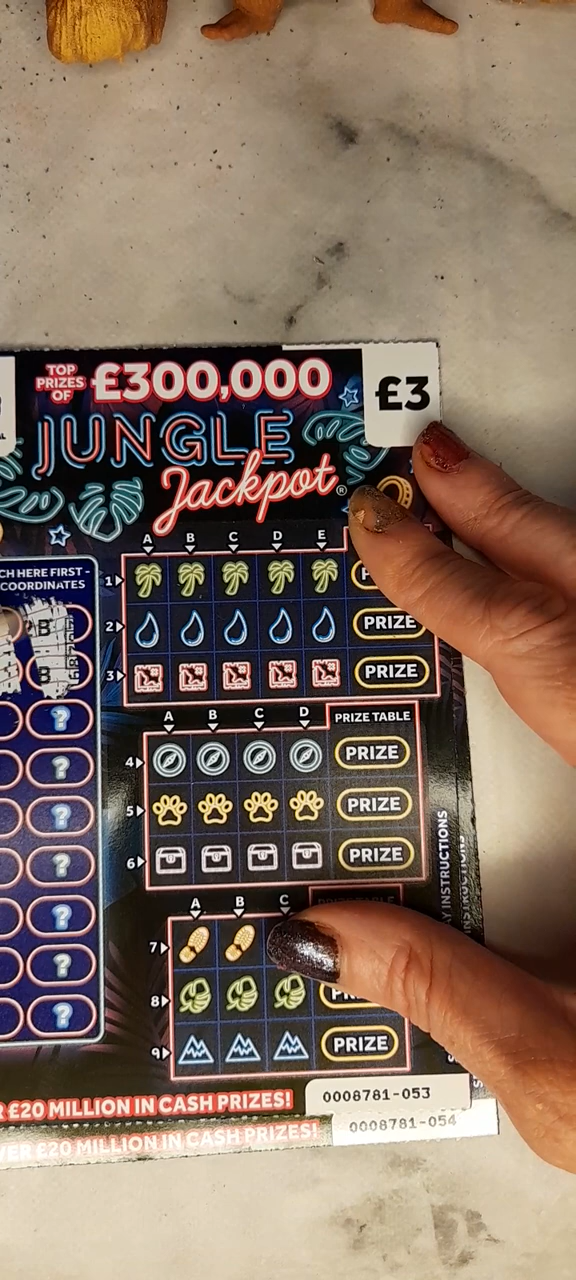 TOP
PRIZES
OF
£300,000
£3
JUNGLE
Jackpot®
CH HERE FIRST -
COORDINATES
B
B
A B C D E
1
2 PRIZE
3 PRIZE
A B C D PRIZE TABLE
4 PRIZE
5 PRIZE
6 PRIZE
A B C
7
8
9 PRIZE
? ? ? ? ? ? ?
Y INSTRUCTIONS
INSTRUCTIONS
R £20 MILLION IN CASH PRIZES!
0008781-053
VER £20 MILLION IN CASH PRIZES!
0008781-054